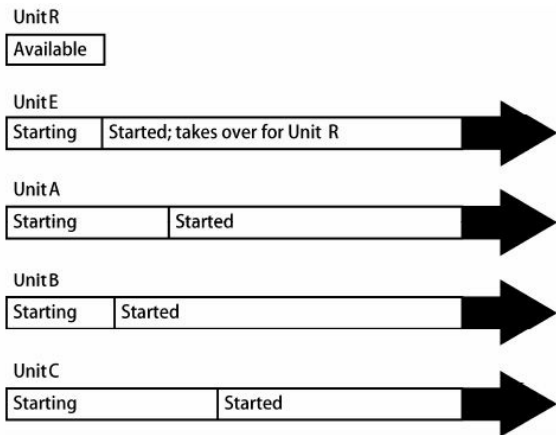 Unit R
Available
Unit E
Starting Started; takes over for Unit R
Unit A
Starting Started
Unit B
Starting Started
Unit C
Starting Started